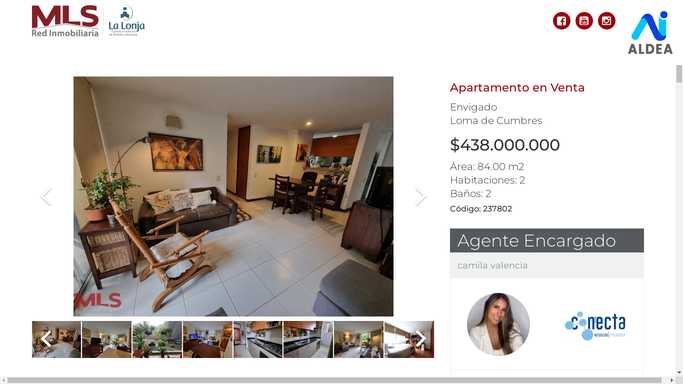 MLS
Red Inmobiliaria
La Lonja
ALDEA
Apartamento en Venta
Envigado
Loma de Cumbres
$438.000.000
Área: 84.00 m2
Habitaciones: 2
Baños: 2
Código: 237802
Agente Encargado
camila valencia
MLS
conecta